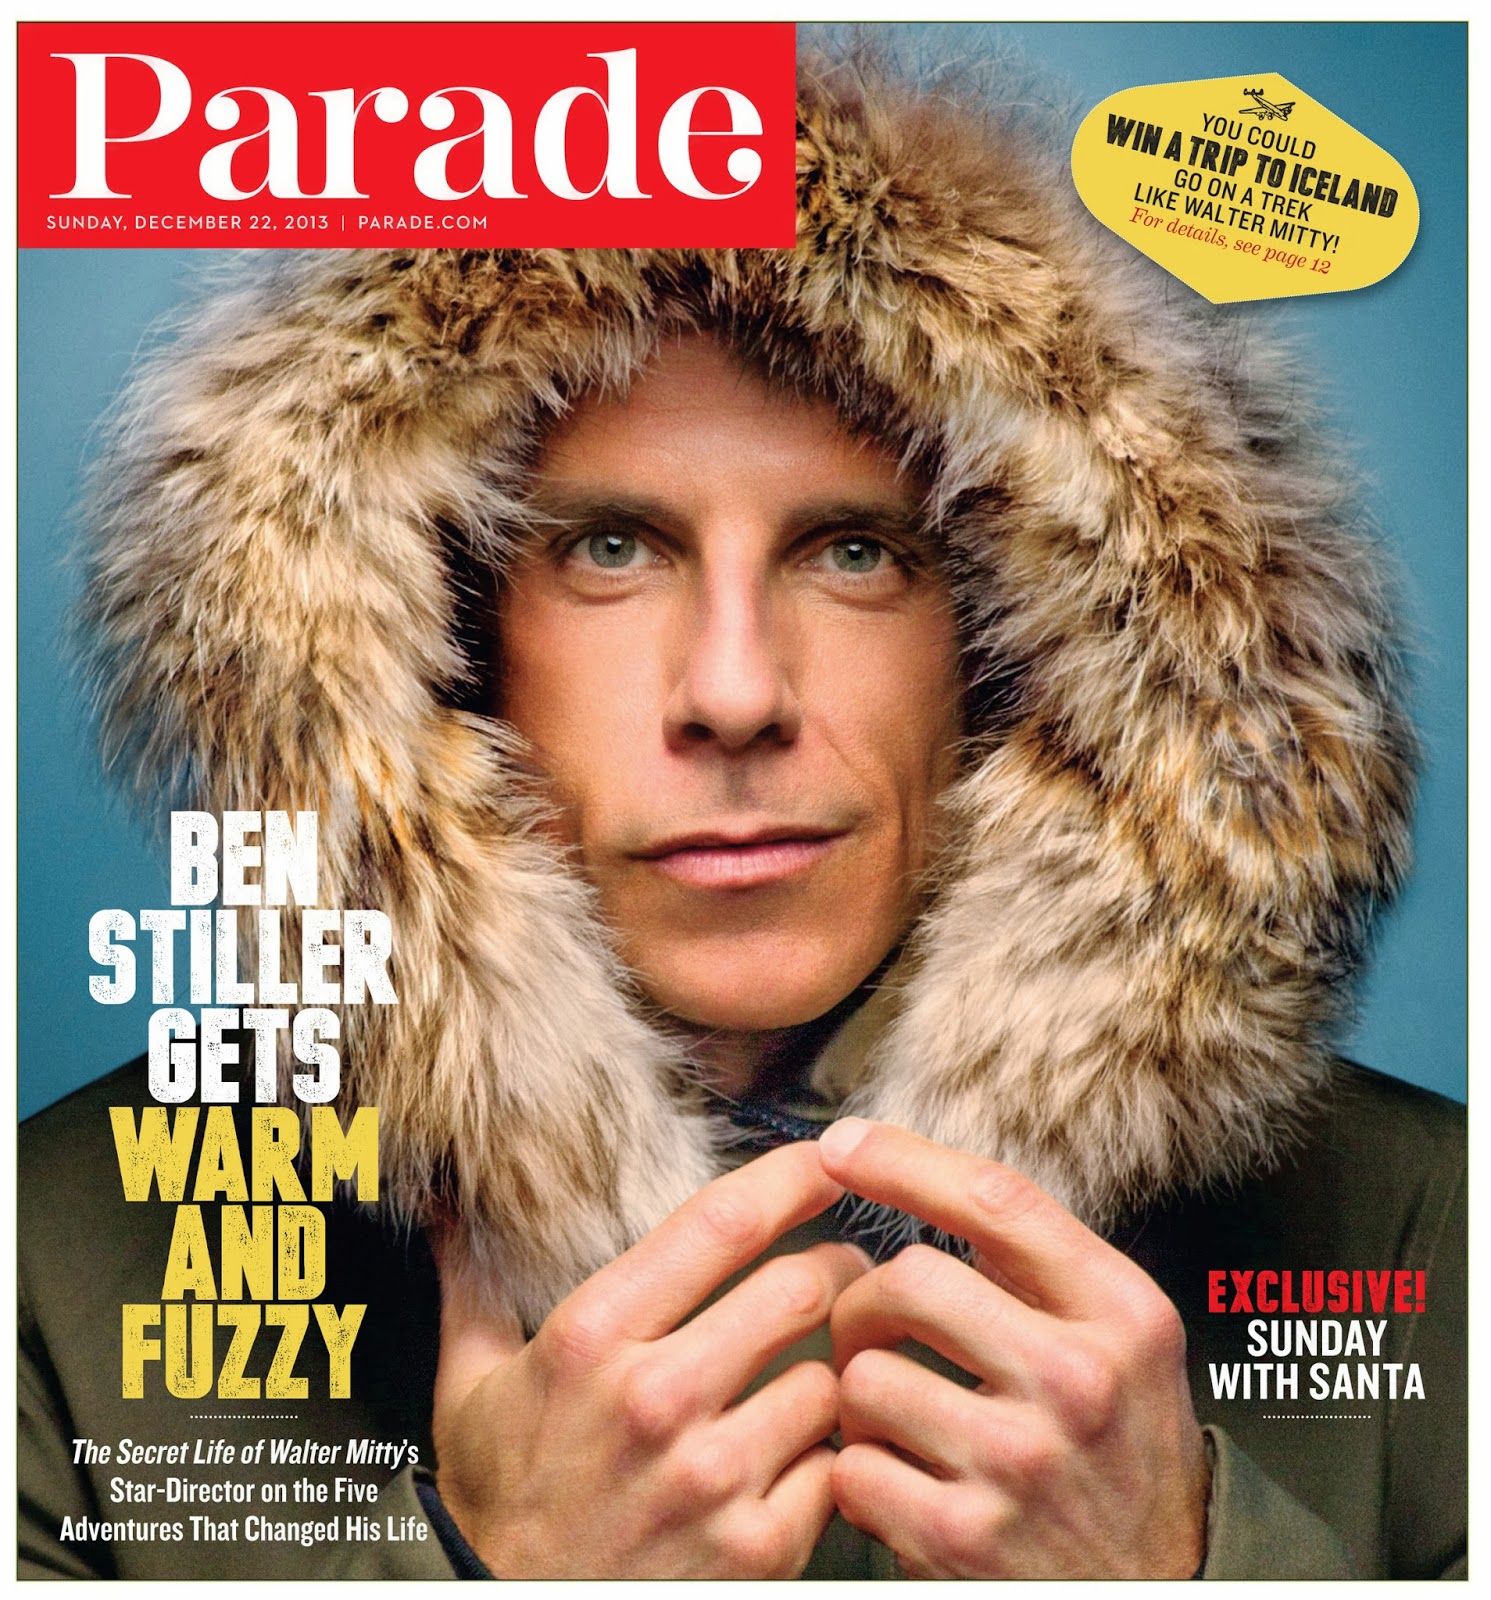 Parade
SUNDAY, DECEMBER 22, 2013 | PARADE.COM
YOU COULD
WIN A TRIP TO ICELAND
GO ON A TREK
LIKE WALTER MITTY!
For details, see page 12
BEN
STILLER
GETS
WARM
AND
FUZZY
The Secret Life of Walter Mitty's
Star-Director on the Five
Adventures That Changed His Life
EXCLUSIVE!
SUNDAY
WITH SANTA